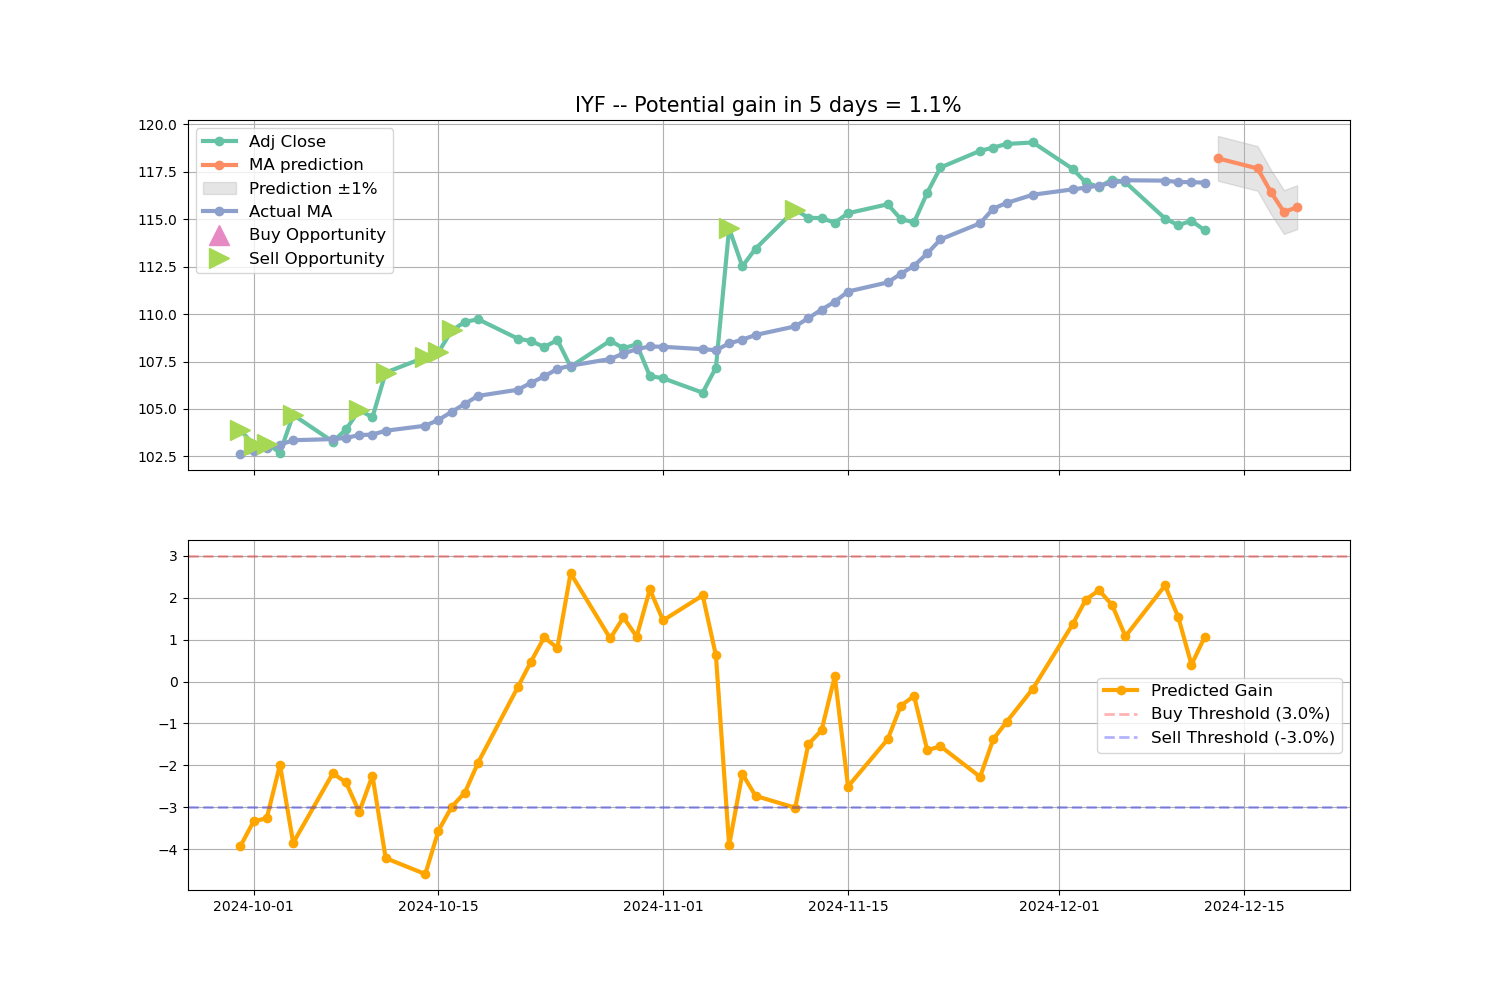 IYF -- Potential gain in 5 days = 1.1%
120.0
117.5
115.0
112.5
110.0
107.5
105.0
102.5
Adj Close
MA prediction
Prediction ±1%
Actual MA
Buy Opportunity
Sell Opportunity
3
2
1
0
−1
−2
−3
−4
Predicted Gain
Buy Threshold (3.0%)
Sell Threshold (-3.0%)
2024-10-01
2024-10-15
2024-11-01
2024-11-15
2024-12-01
2024-12-15